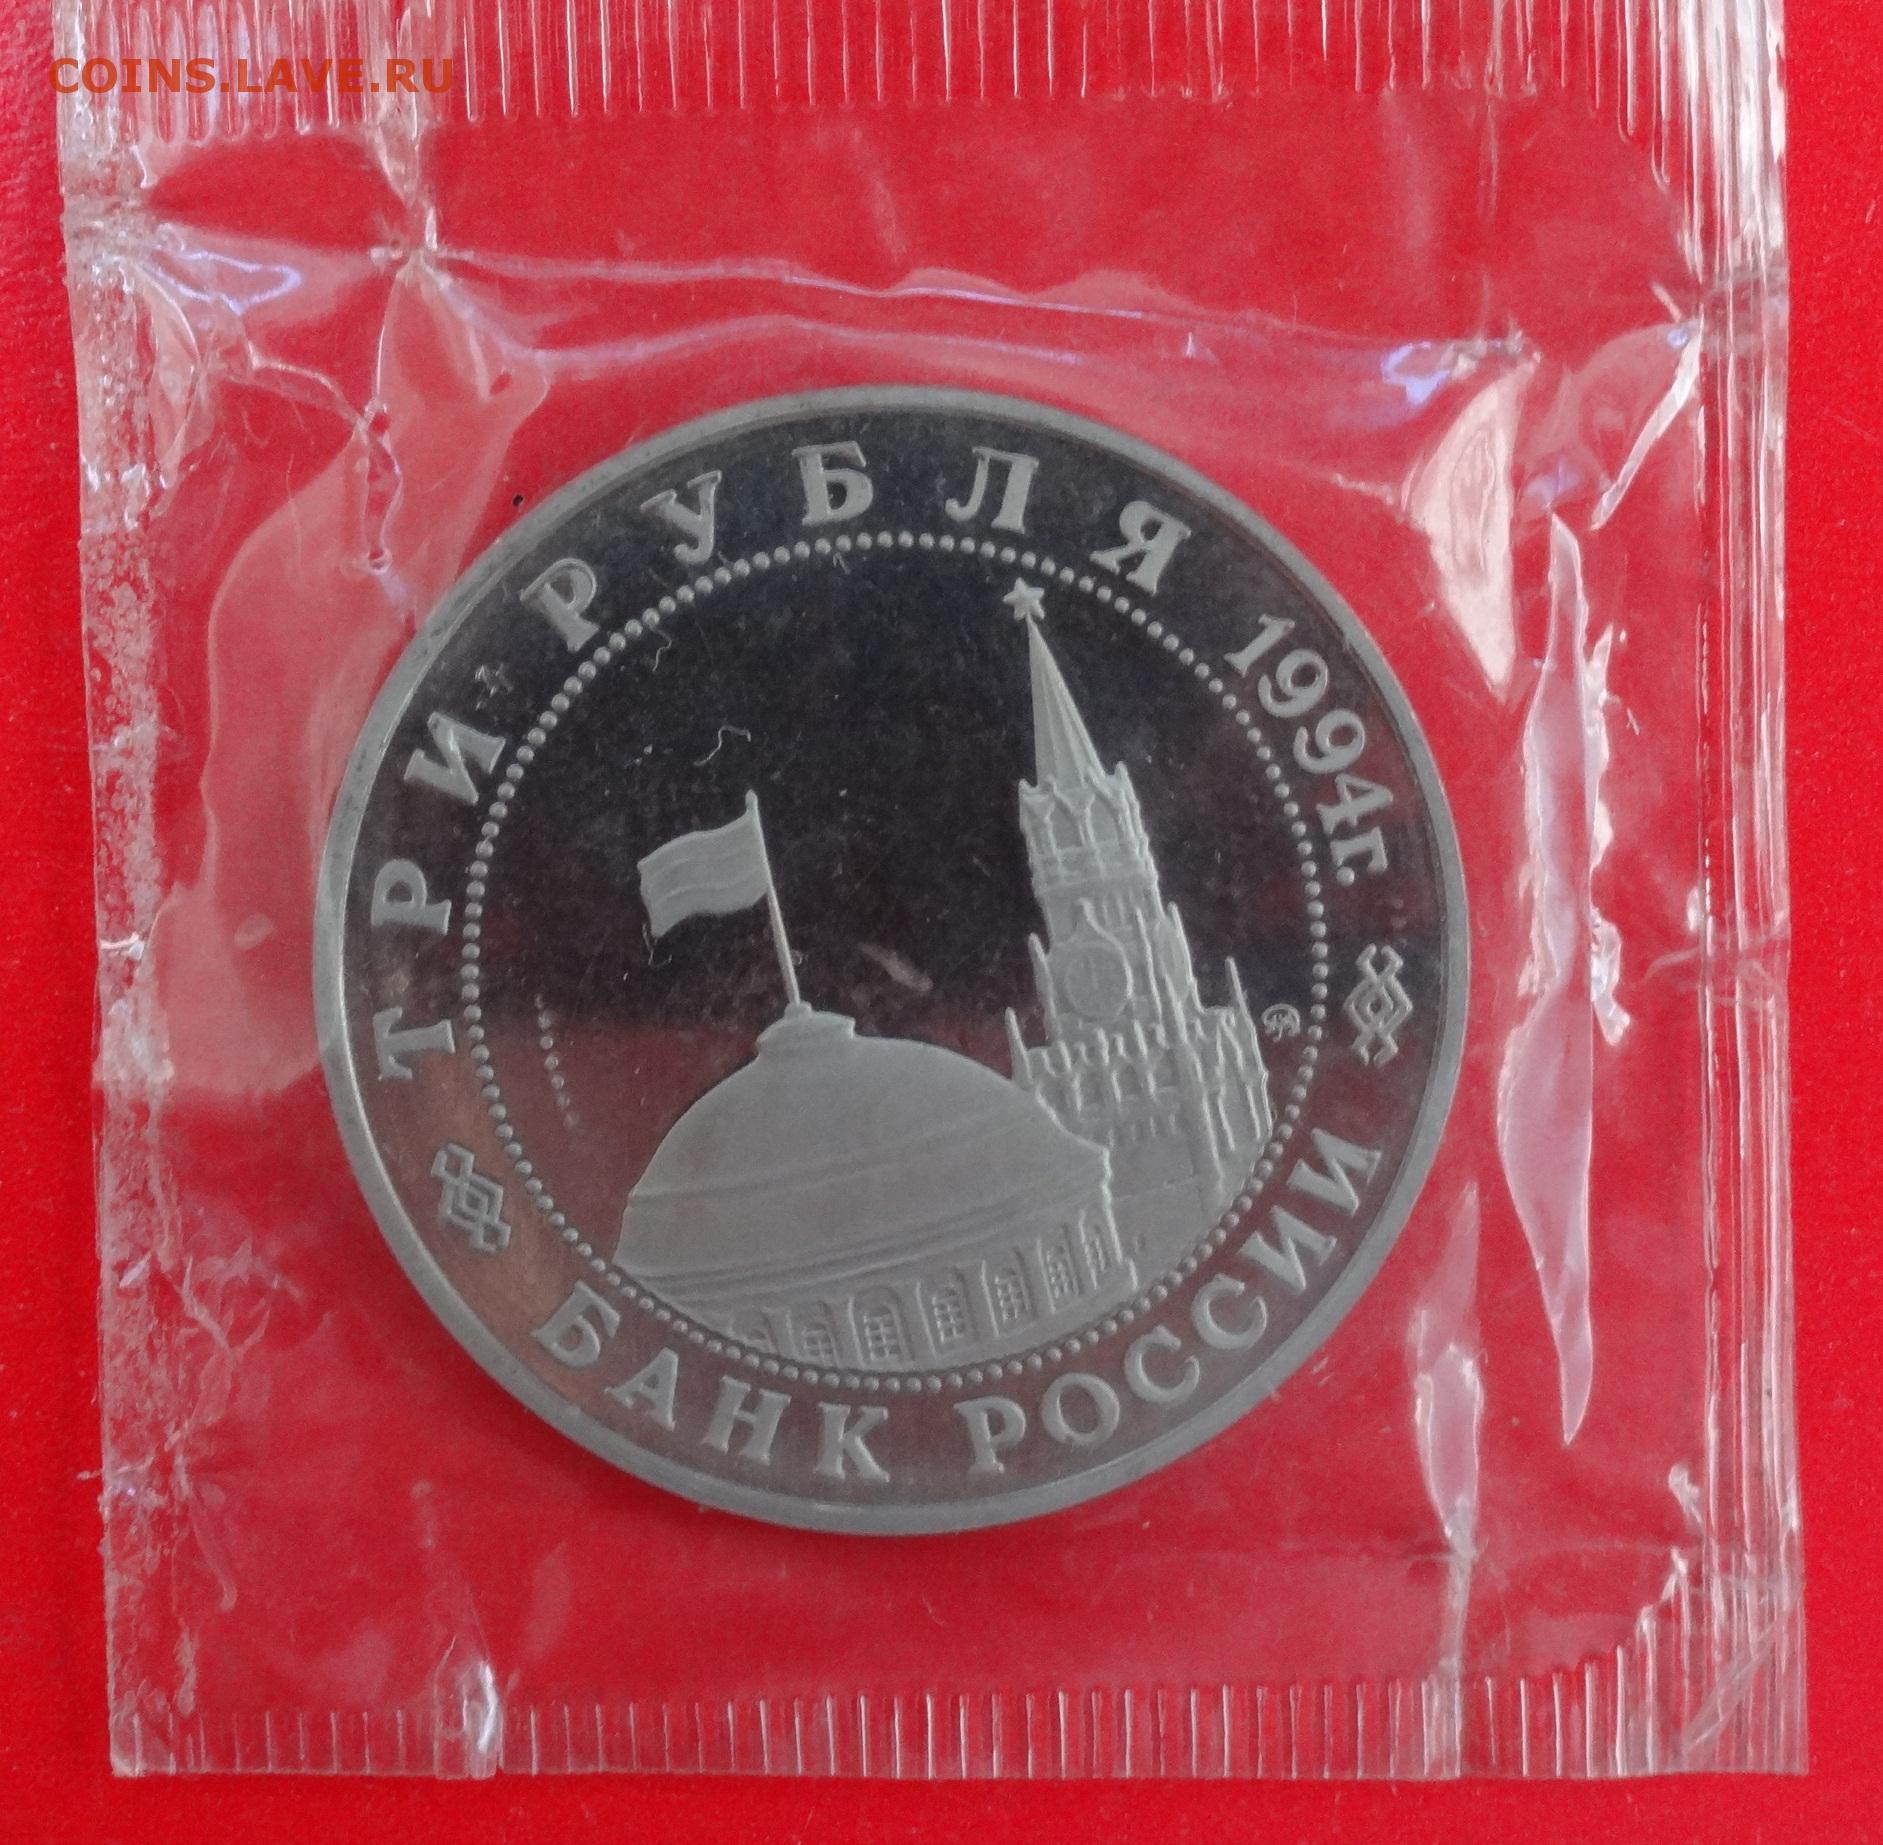 COINS.LAVE.RU
ТРИ РУБЛЯ 1994г.
БАНК РОССИИ